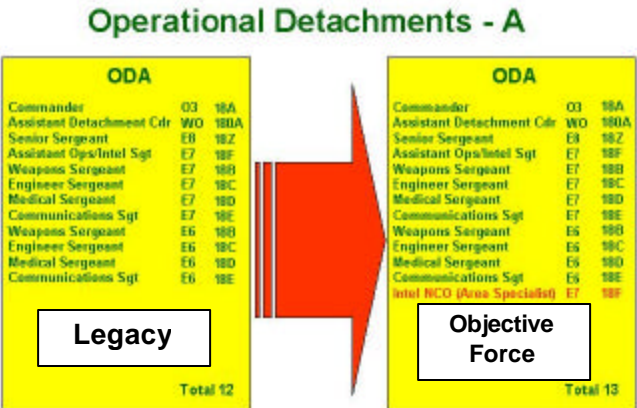 Operational Detachments - A
ODA
Commander 03 18A
Assistant Detachment Cdr WO 180A
Senior Sergeant E8 18Z
Assistant Ops/Intel Sgt E7 18F
Weapons Sergeant E7 18B
Engineer Sergeant E7 18C
Medical Sergeant E7 18D
Communications Sgt E7 18E
Weapons Sergeant E6 18B
Engineer Sergeant E6 18C
Medical Sergeant E6 18D
Communications Sgt E6 18E
Legacy
Total 12
ODA
Commander 03 18A
Assistant Detachment Cdr WO 180A
Senior Sergeant E8 18Z
Assistant Ops/Intel Sgt E7 18F
Weapons Sergeant E7 18B
Engineer Sergeant E7 18C
Medical Sergeant E7 18D
Communications Sgt E7 18E
Weapons Sergeant E6 18B
Engineer Sergeant E6 18C
Medical Sergeant E6 18D
Communications Sgt E6 18E
Intel NCO (Area Specialist) E7 18F
Objective
Force
Total 13